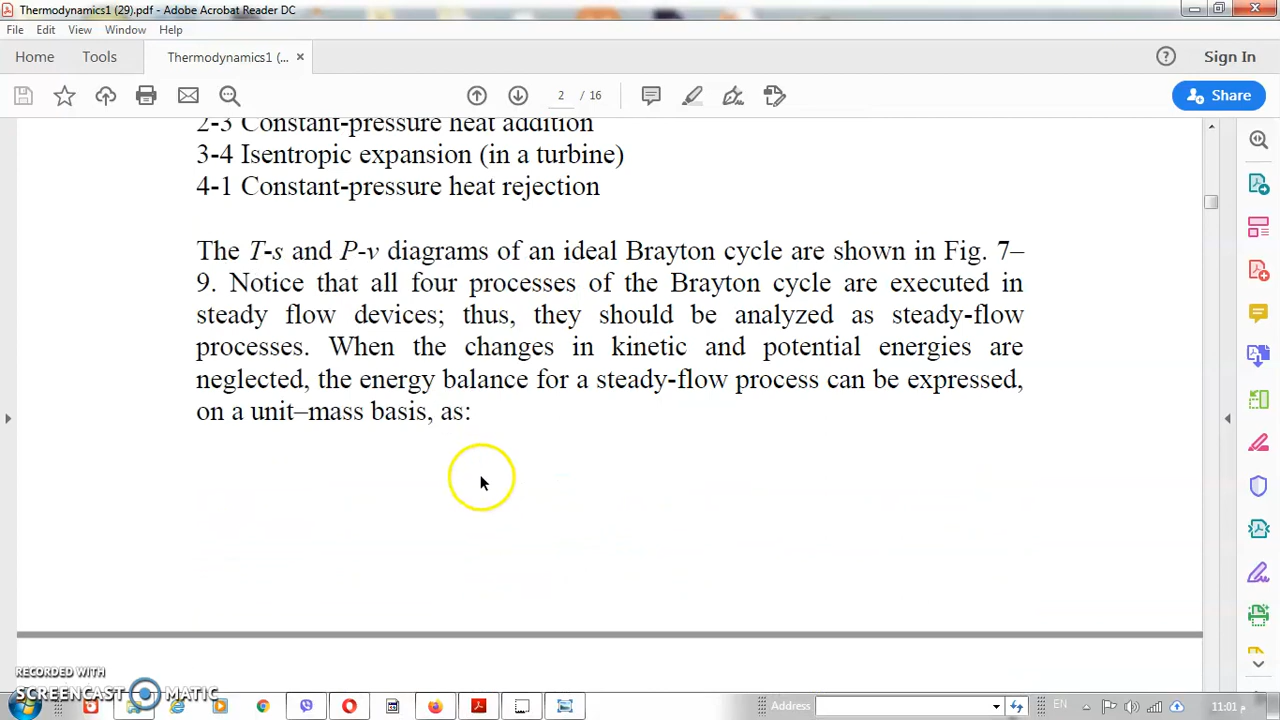 Thermodynamics1 (29).pdf - Adobe Acrobat Reader DC
File Edit View Window Help
Home Tools Thermodynamics1 (... × Sign In
2 / 16 Share
2-3 Constant-pressure heat addition
3-4 Isentropic expansion (in a turbine)
4-1 Constant-pressure heat rejection
The T-s and P-v diagrams of an ideal Brayton cycle are shown in Fig. 7–
9. Notice that all four processes of the Brayton cycle are executed in
steady flow devices; thus, they should be analyzed as steady-flow
processes. When the changes in kinetic and potential energies are
neglected, the energy balance for a steady-flow process can be expressed,
on a unit–mass basis, as:
RECORDED WITH
SCREENCAST MATIC
Address EN 11:01 م